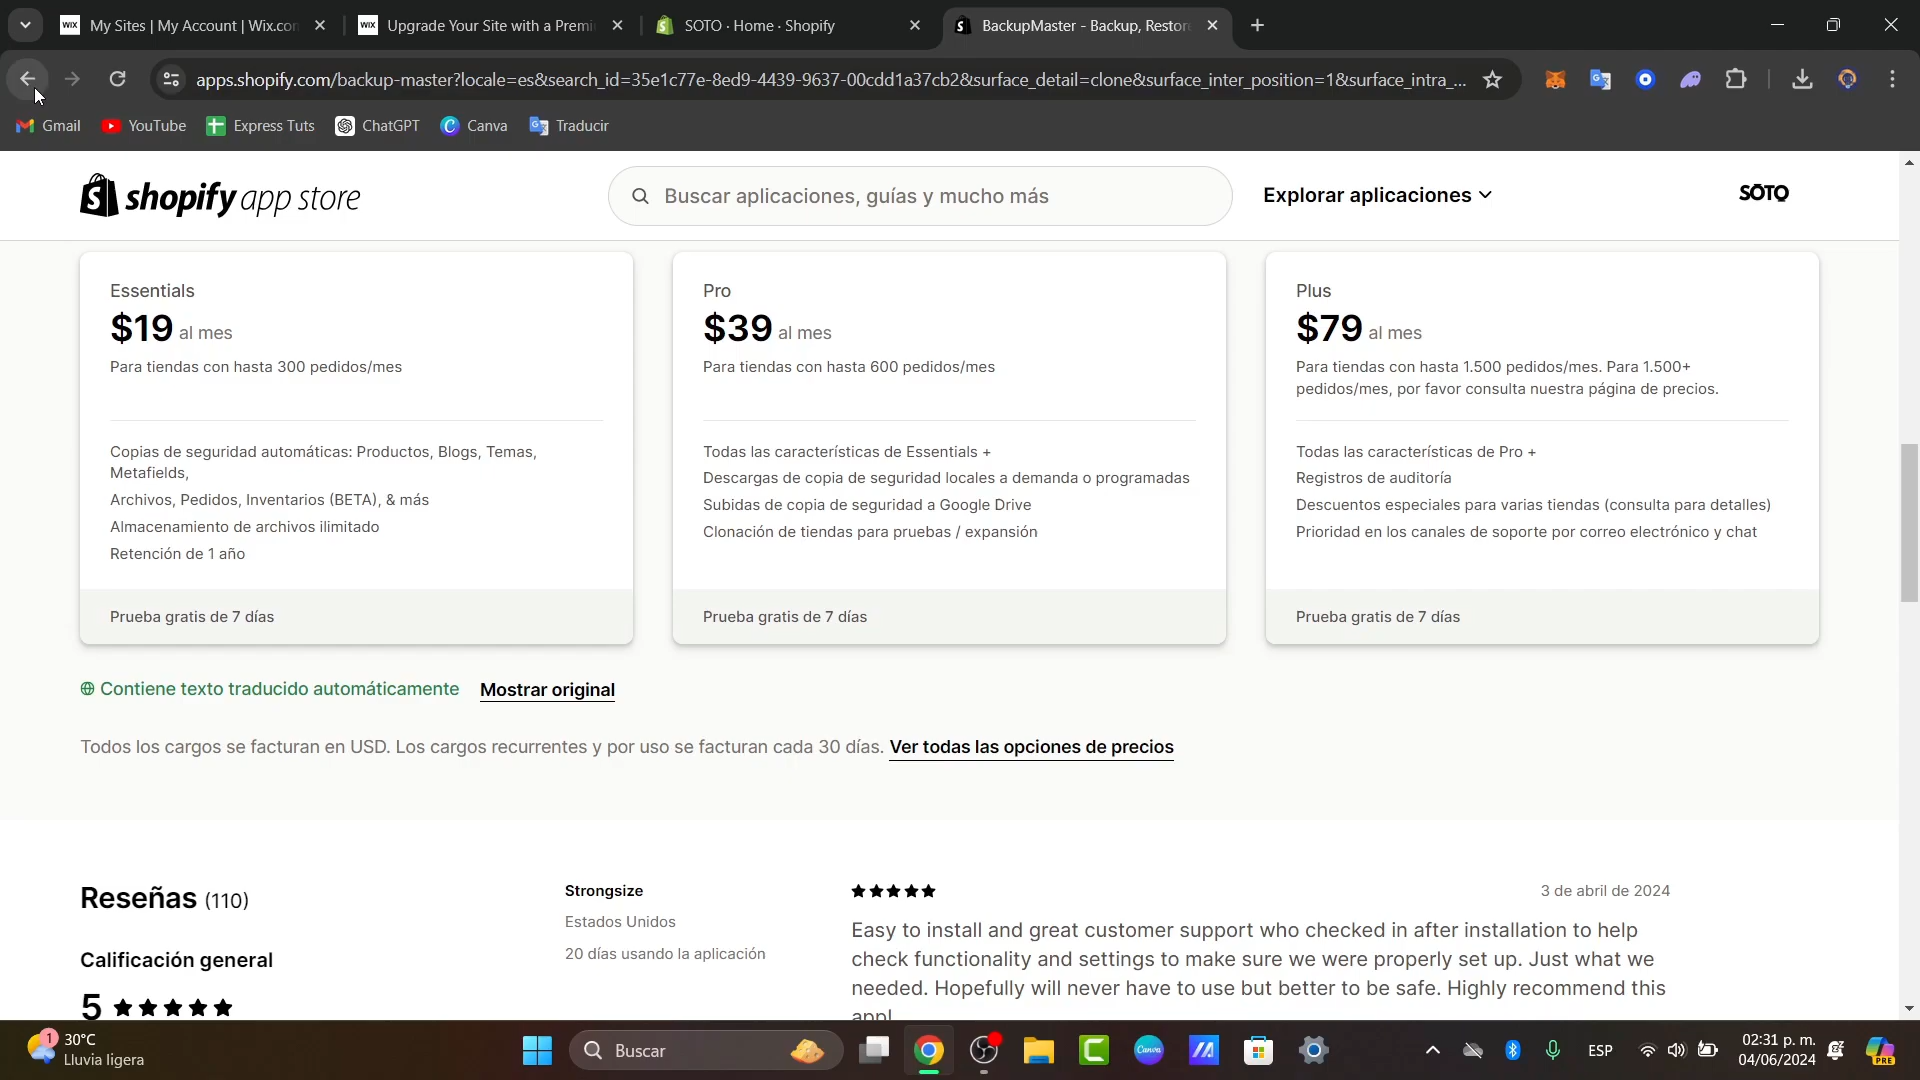 My Sites | My Account | Wix.con
Upgrade Your Site with a Premi
SOTO · Home · Shopify
BackupMaster - Backup, Restor
apps.shopify.com/backup-master?locale=es&search_id=35e1c77e-8ed9-4439-9637-00cdd1a37cb2&surface_detail=clone&surface_inter_position=1&surface_intra_...
Gmail
YouTube
Express Tuts
ChatGPT
Canva
Traducir
shopify app store
Buscar aplicaciones, guías y mucho más
Explorar aplicaciones
SŌTO
Essentials
$19 al mes
Para tiendas con hasta 300 pedidos/mes
Copias de seguridad automáticas: Productos, Blogs, Temas,
Metafields,
Archivos, Pedidos, Inventarios (BETA), & más
Almacenamiento de archivos ilimitado
Retención de 1 año
Prueba gratis de 7 días
Pro
$39 al mes
Para tiendas con hasta 600 pedidos/mes
Todas las características de Essentials +
Descargas de copia de seguridad locales a demanda o programadas
Subidas de copia de seguridad a Google Drive
Clonación de tiendas para pruebas / expansión
Prueba gratis de 7 días
Plus
$79 al mes
Para tiendas con hasta 1.500 pedidos/mes. Para 1.500+
pedidos/mes, por favor consulta nuestra página de precios.
Todas las características de Pro +
Registros de auditoría
Descuentos especiales para varias tiendas (consulta para detalles)
Prioridad en los canales de soporte por correo electrónico y chat
Prueba gratis de 7 días
Contiene texto traducido automáticamente
Mostrar original
Todos los cargos se facturan en USD. Los cargos recurrentes y por uso se facturan cada 30 días. Ver todas las opciones de precios
Reseñas (110)
Calificación general
5 ★★★★★
Strongsize
Estados Unidos
20 días usando la aplicación
★★★★★
3 de abril de 2024
Easy to install and great customer support who checked in after installation to help
check functionality and settings to make sure we were properly set up. Just what we
needed. Hopefully will never have to use but better to be safe. Highly recommend this
app!
1
30°C
Lluvia ligera
Buscar
Canva
ESP
02:31 p. m.
04/06/2024
PRE